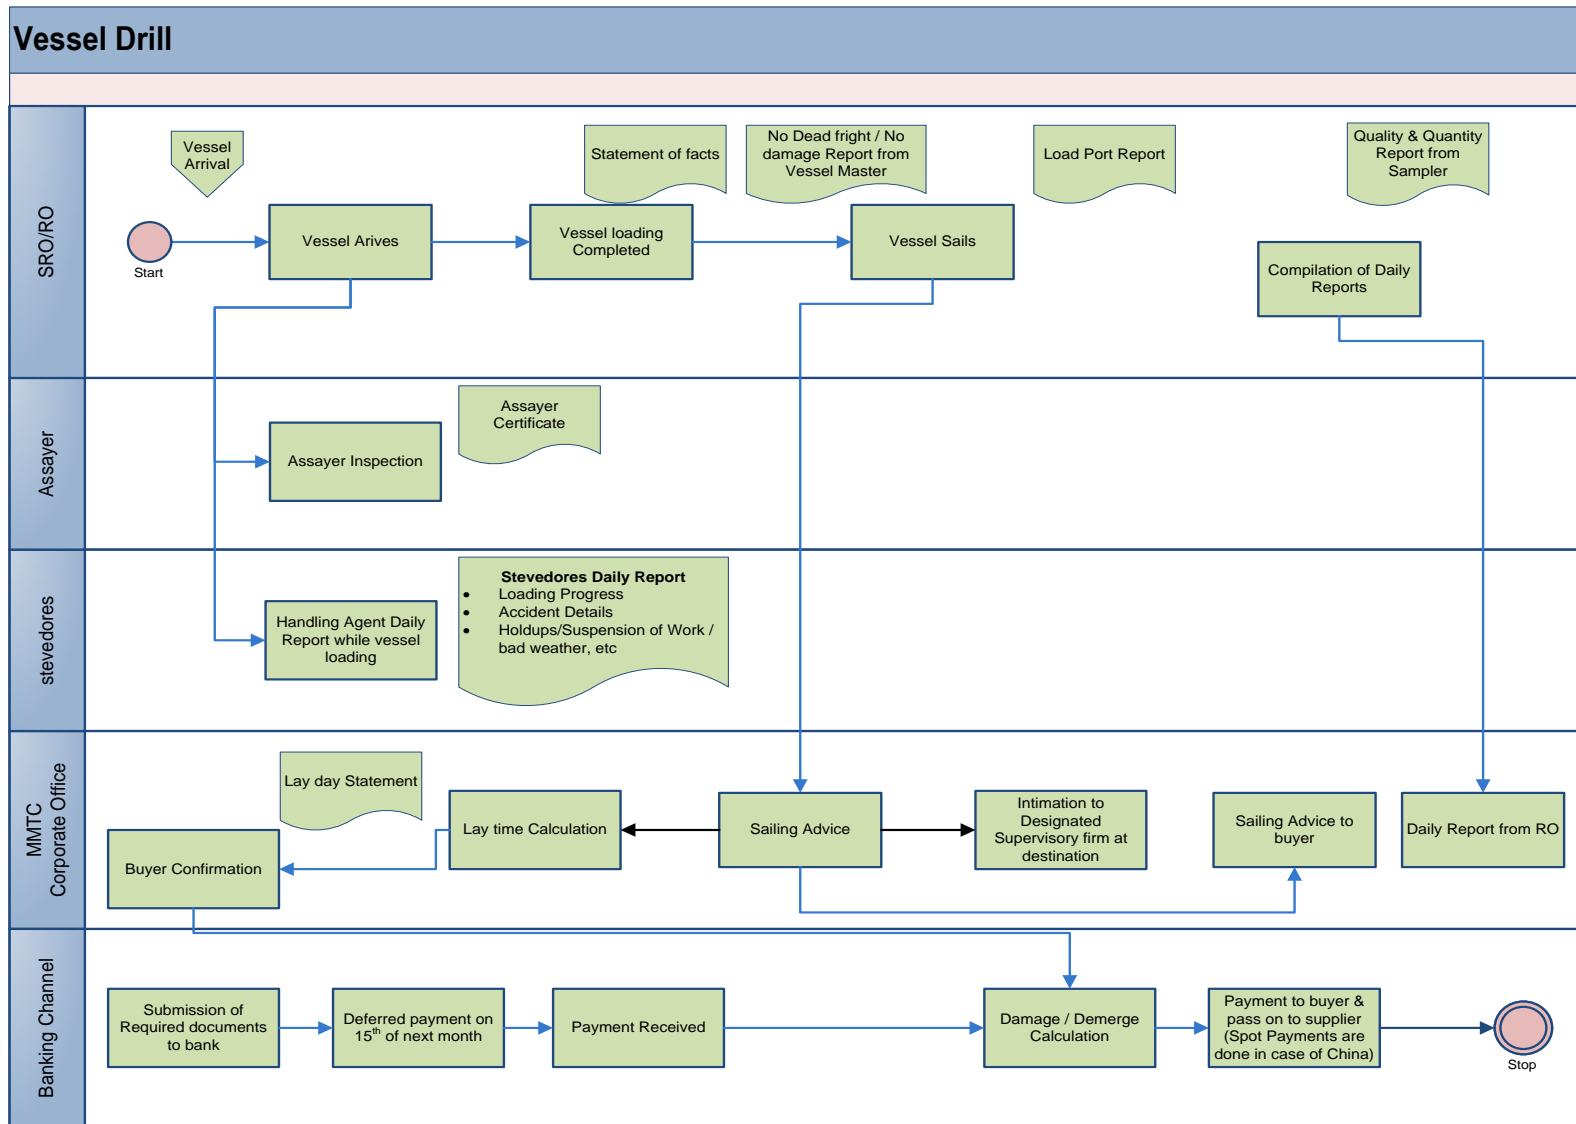 Vessel Drill
SRO/RO
Vessel
Arrival
Statement of facts
No Dead fright / No
damage Report from
Vessel Master
Load Port Report
Quality & Quantity
Report from
Sampler
Start
Vessel Arives
Vessel loading
Completed
Vessel Sails
Compilation of Daily
Reports
Assayer
Assayer Inspection
Assayer
Certificate
stevedores
Handling Agent Daily
Report while vessel
loading
Stevedores Daily Report
• Loading Progress
• Accident Details
• Holdups/Suspension of Work /
bad weather, etc
MMTC
Corporate Office
Lay day Statement
Buyer Confirmation
Lay time Calculation
Sailing Advice
Intimation to
Designated
Supervisory firm at
destination
Sailing Advice to
buyer
Daily Report from RO
Banking Channel
Submission of
Required documents
to bank
Deferred payment on
15th of next month
Payment Received
Damage / Demerge
Calculation
Payment to buyer &
pass on to supplier
(Spot Payments are
done in case of China)
Stop